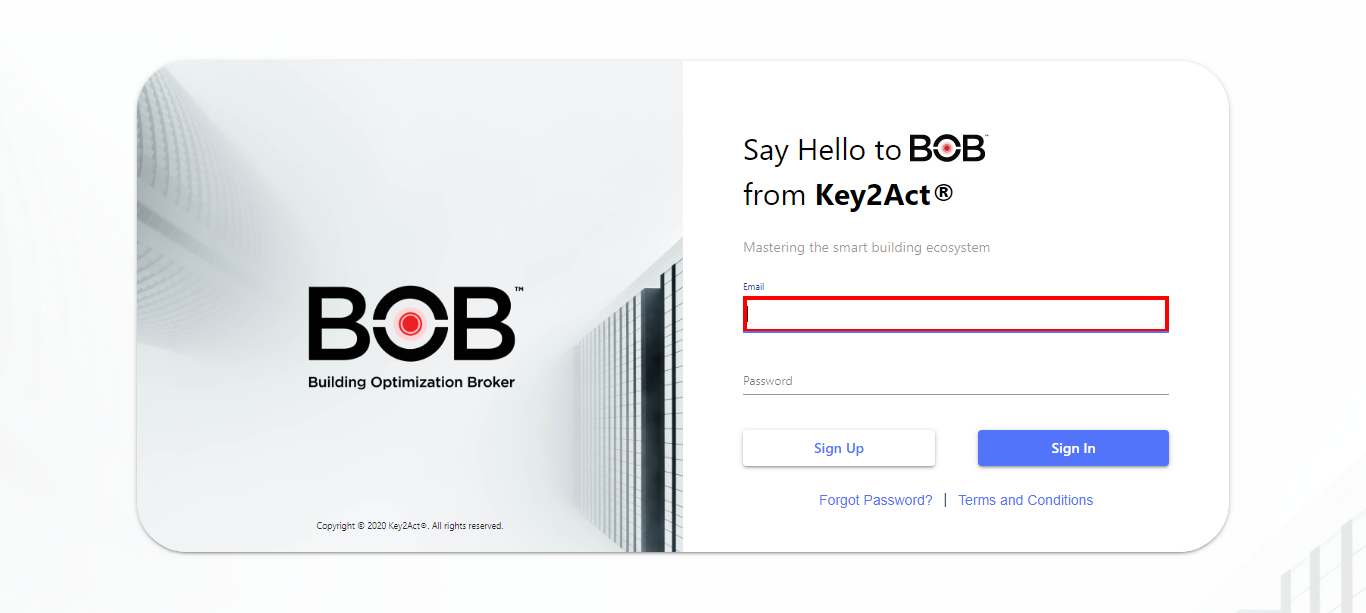 BOB™
Building Optimization Broker
Copyright © 2020 Key2Act®. All rights reserved.
Say Hello to BOB™
from Key2Act®
Mastering the smart building ecosystem
Email
Password
Sign Up
Sign In
Forgot Password? | Terms and Conditions